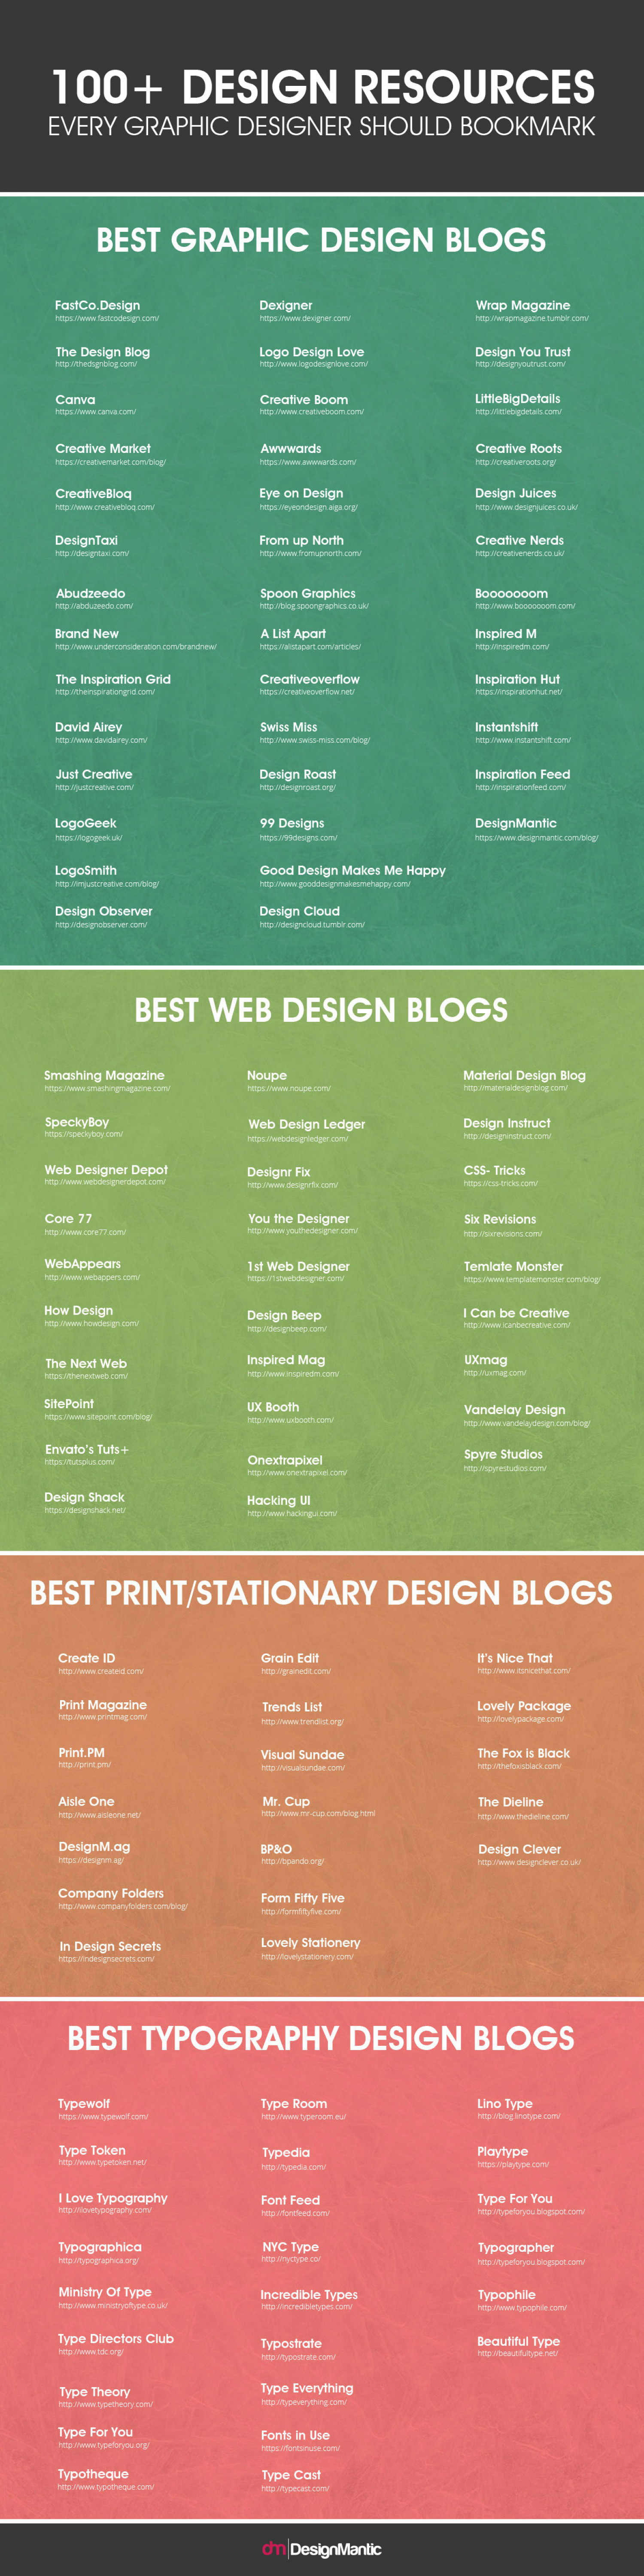 100+ DESIGN RESOURCES
EVERY GRAPHIC DESIGNER SHOULD BOOKMARK
BEST GRAPHIC DESIGN BLOGS
FastCo.Design
https://www.fastcodesign.com/
The Design Blog
http://thedsgnblog.com/
Canva
https://www.canva.com/
Creative Market
https://creativemarket.com/blog/
CreativeBloq
http://www.creativebloq.com/
DesignTaxi
http://designtaxi.com/
Abudzeedo
http://abduzeedo.com/
Brand New
http://www.underconsideration.com/brandnew/
The Inspiration Grid
http://theinspirationgrid.com/
David Airey
http://www.davidairey.com/
Just Creative
http://justcreative.com/
LogoGeek
https://logogeek.uk/
LogoSmith
http://imjustcreative.com/blog/
Design Observer
http://designobserver.com/
Dexigner
https://www.dexigner.com/
Logo Design Love
http://www.logodesignlove.com/
Creative Boom
http://www.creativeboom.com/
Awwwards
https://www.awwwards.com/
Eye on Design
https://eyeondesign.aiga.org/
From up North
http://www.fromupnorth.com/
Spoon Graphics
http://blog.spoongraphics.co.uk/
A List Apart
https://alistapart.com/articles/
Creativeoverflow
https://creativeoverflow.net/
Swiss Miss
http://www.swiss-miss.com/blog/
Design Roast
http://designroast.org/
99 Designs
https://99designs.com/
Good Design Makes Me Happy
http://www.gooddesignmakesmehappy.com/
Design Cloud
http://designcloud.tumblr.com/
Wrap Magazine
http://wrapmagazine.tumblr.com/
Design You Trust
http://designyoutrust.com/
LittleBigDetails
http://littlebigdetails.com/
Creative Roots
http://creativeroots.org/
Design Juices
http://www.designjuices.co.uk/
Creative Nerds
http://creativenerds.co.uk/
Booooooom
http://www.booooooom.com/
Inspired M
http://inspiredm.com/
Inspiration Hut
https://inspirationhut.net/
Instantshift
http://www.instantshift.com/
Inspiration Feed
http://inspirationfeed.com/
DesignMantic
https://www.designmantic.com/blog/
BEST WEB DESIGN BLOGS
Smashing Magazine
https://www.smashingmagazine.com/
SpeckyBoy
https://speckyboy.com/
Web Designer Depot
http://www.webdesignerdepot.com/
Core 77
http://www.core77.com/
WebAppears
http://www.webappers.com/
How Design
http://www.howdesign.com/
The Next Web
https://thenextweb.com/
SitePoint
https://www.sitepoint.com/blog/
Envato's Tuts+
https://tutsplus.com/
Design Shack
https://designshack.net/
Noupe
https://www.noupe.com/
Web Design Ledger
https://webdesignledger.com/
Designr Fix
http://www.designrfix.com/
You the Designer
http://www.youthedesigner.com/
1st Web Designer
https://1stwebdesigner.com/
Design Beep
http://designbeep.com/
Inspired Mag
http://www.inspiredm.com/
UX Booth
http://www.uxbooth.com/
Onextrapixel
http://www.onextrapixel.com/
Hacking UI
http://www.hackingui.com/
Material Design Blog
http://materialdesignblog.com/
Design Instruct
http://designinstruct.com/
CSS- Tricks
https://css-tricks.com/
Six Revisions
http://sixrevisions.com/
Temlate Monster
https://www.templatemonster.com/blog/
I Can be Creative
http://www.icanbecreative.com/
UXmag
http://uxmag.com/
Vandelay Design
http://www.vandelaydesign.com/blog/
Spyre Studios
http://spyrestudios.com/
BEST PRINT/STATIONARY DESIGN BLOGS
Create ID
http://www.createid.com/
Print Magazine
http://www.printmag.com/
Print.PM
http://print.pm/
Aisle One
http://www.aisleone.net/
DesignM.ag
https://designm.ag/
Company Folders
http://www.companyfolders.com/blog/
In Design Secrets
https://indesignsecrets.com/
Grain Edit
http://grainedit.com/
Trends List
http://www.trendlist.org/
Visual Sundae
http://visualsundae.com/
Mr. Cup
http://www.mr-cup.com/blog.html
BP&O
http://bpando.org/
Form Fifty Five
http://formfiftyfive.com/
Lovely Stationery
http://lovelystationery.com/
It's Nice That
http://www.itsnicethat.com/
Lovely Package
http://lovelypackage.com/
The Fox is Black
http://thefoxisblack.com/
The Dieline
http://www.thedieline.com/
Design Clever
http://www.designclever.co.uk/
BEST TYPOGRAPHY DESIGN BLOGS
Typewolf
https://www.typewolf.com/
Type Token
http://www.typetoken.net/
I Love Typography
http://ilovetypography.com/
Typographica
http://typographica.org/
Ministry Of Type
http://www.ministryoftype.co.uk/
Type Directors Club
http://www.tdc.org/
Type Theory
http://www.typetheory.com/
Type For You
http://www.typeforyou.org/
Typotheque
http://www.typotheque.com/
Type Room
http://www.typeroom.eu/
Typedia
http://typedia.com/
Font Feed
http://fontfeed.com/
NYC Type
http://nyctype.co/
Incredible Types
http://incredibletypes.com/
Typostrate
http://typostrate.com/
Type Everything
http://typeverything.com/
Fonts in Use
https://fontsinuse.com/
Type Cast
http://typecast.com/
Lino Type
http://blog.linotype.com/
Playtype
https://playtype.com/
Type For You
http://typeforyou.blogspot.com/
Typographer
http://typeforyou.blogspot.com/
Typophile
http://www.typophile.com/
Beautiful Type
http://beautifultype.net/
dm DesignMantic